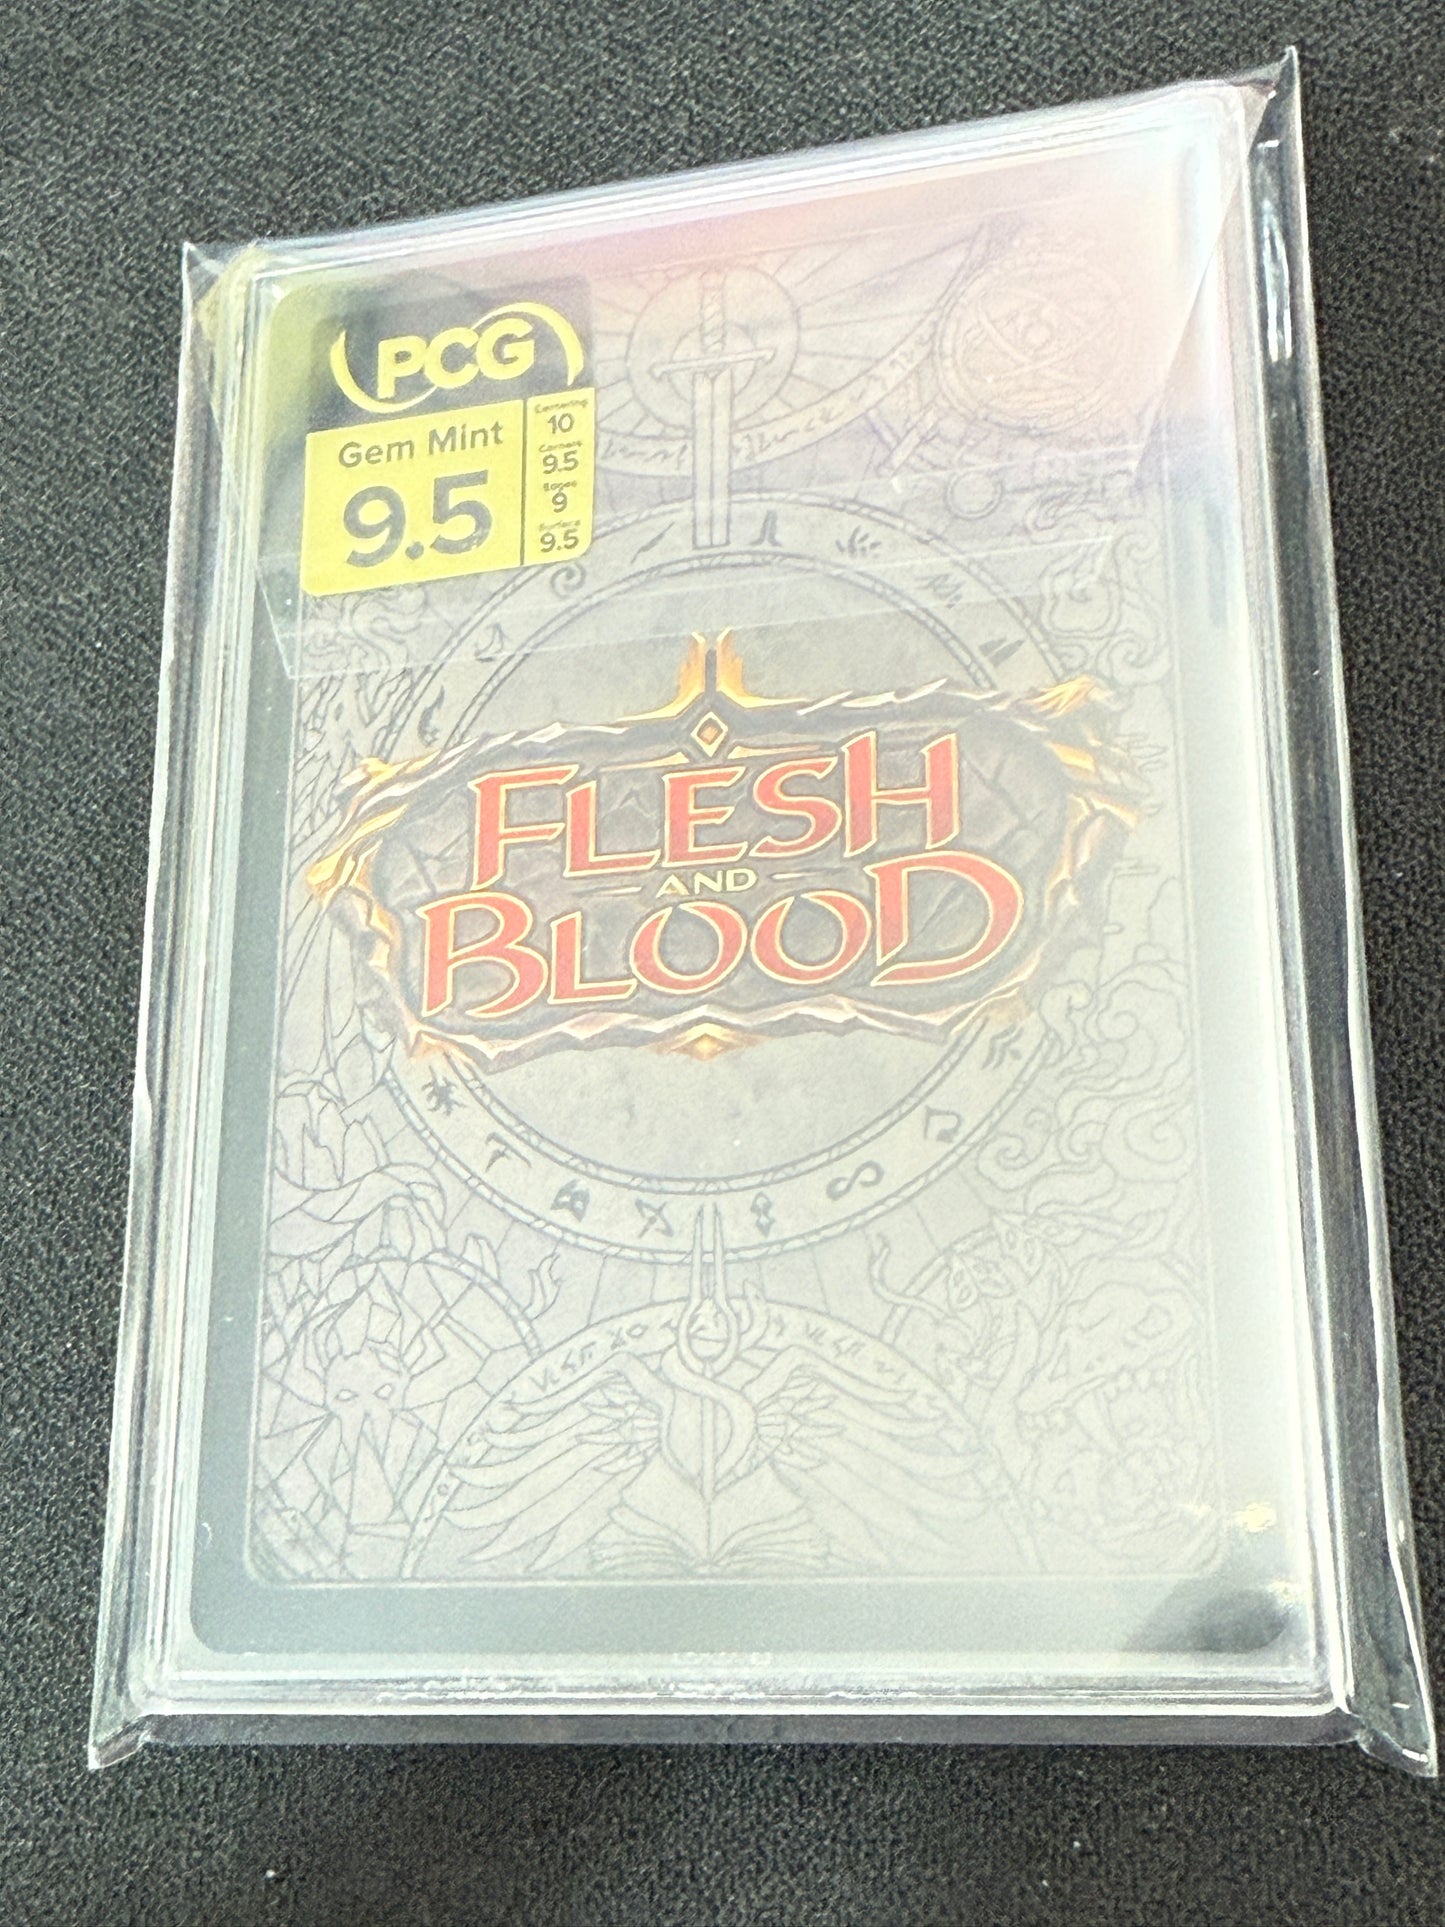 PCG
Gem Mint
9.5
Centering
10
Corners
9.5
Edges
9
Surface
9.5
FLESH
AND
BLOOD